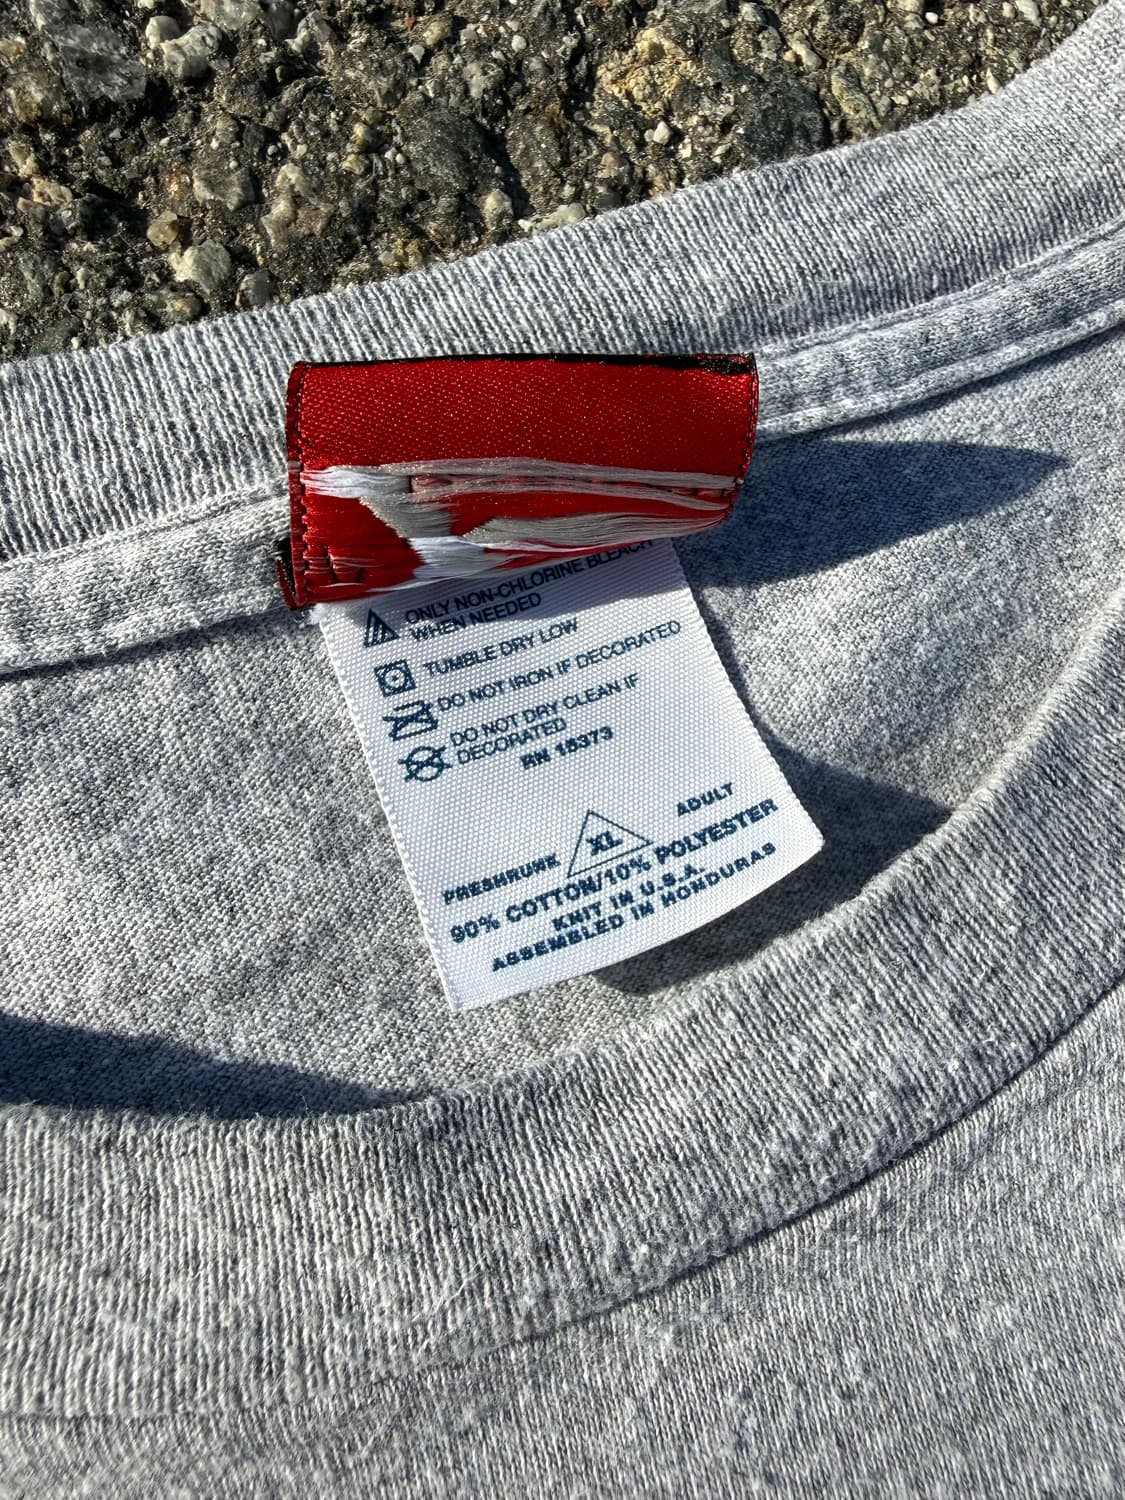 ONLY NON-CHLORINE BLEACH
WHEN NEEDED
TUMBLE DRY LOW
DO NOT IRON IF DECORATED
DO NOT DRY CLEAN IF
DECORATED
RN 15373
PRESHRUNK XL ADULT
90% COTTON/10% POLYESTER
KNIT IN U.S.A.
ASSEMBLED IN HONDURAS